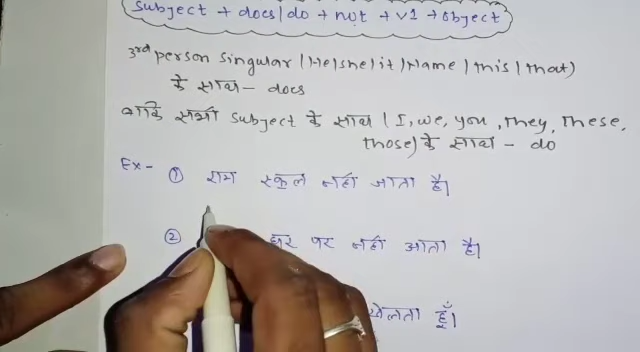 subject + does/do + not + v1 + object
3rd person singular (He/she/it/Name/this/that)
के साथ - does
बाकि सभी subject के साथ (I, we, you, they, these,
those) के साथ - do
Ex- ① राम स्कूल नहीं जाता है।
② घर पर नहीं आता है।
खेलता हूँ।